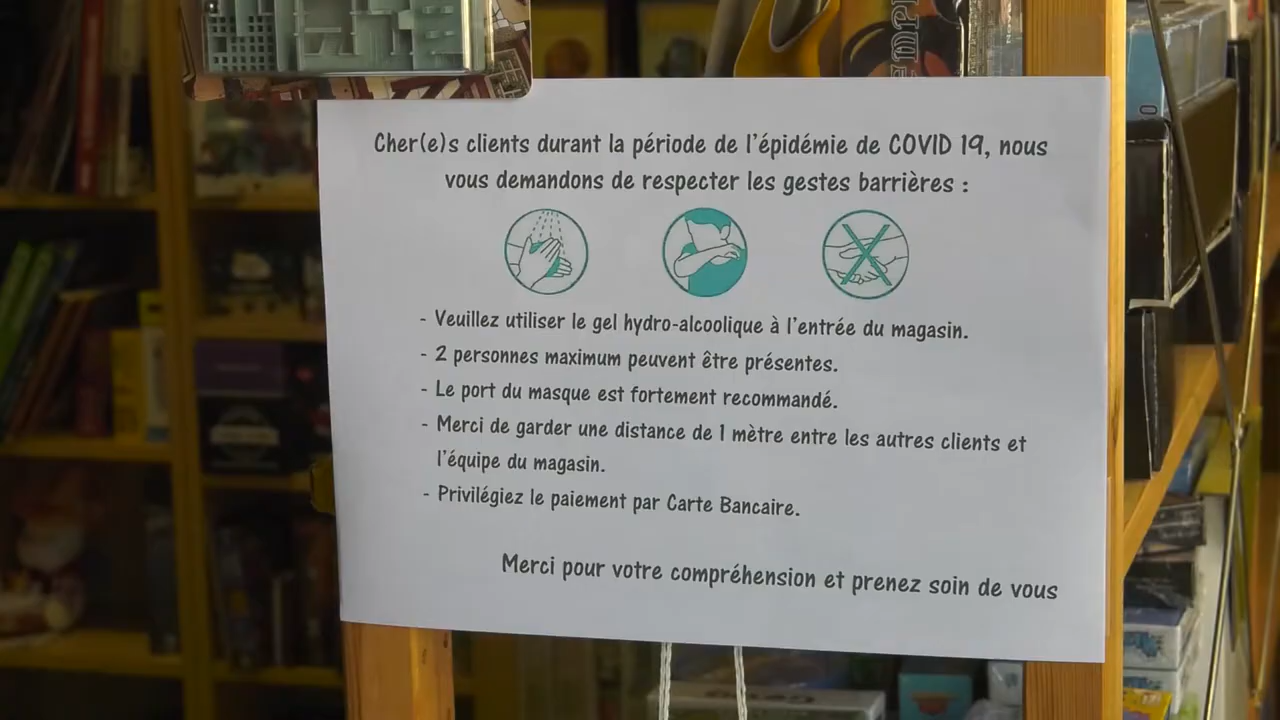 Cher(e)s clients durant la période de l'épidémie de COVID 19, nous
vous demandons de respecter les gestes barrières :
- Veuillez utiliser le gel hydro-alcoolique à l'entrée du magasin.
- 2 personnes maximum peuvent être présentes.
- Le port du masque est fortement recommandé.
- Merci de garder une distance de 1 mètre entre les autres clients et
l'équipe du magasin.
- Privilégiez le paiement par Carte Bancaire.
Merci pour votre compréhension et prenez soin de vous